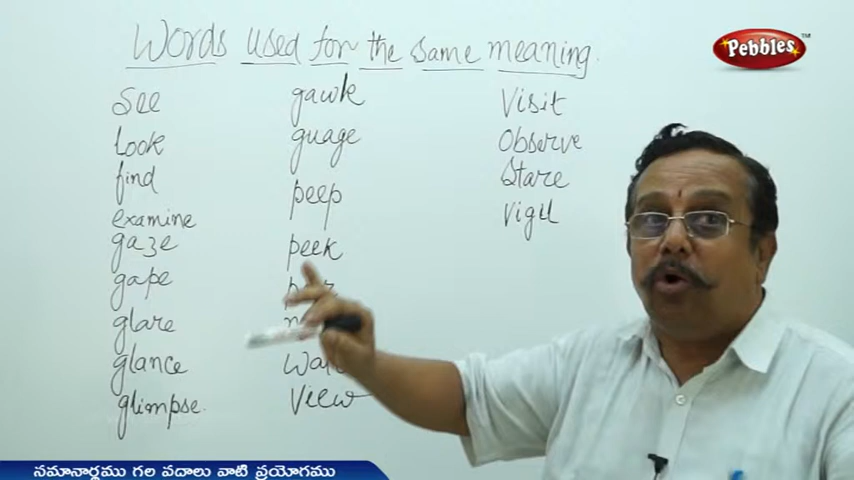 Words used for the same meaning.
Pebbles TM
See
look
find
examine
gaze
gape
glare
glance
glimpse.
gawk
guage
peep
peek
View
Visit
Observe
Stare
Vigil
సమానార్థము గల పదాలు వాటి ప్రయోగము